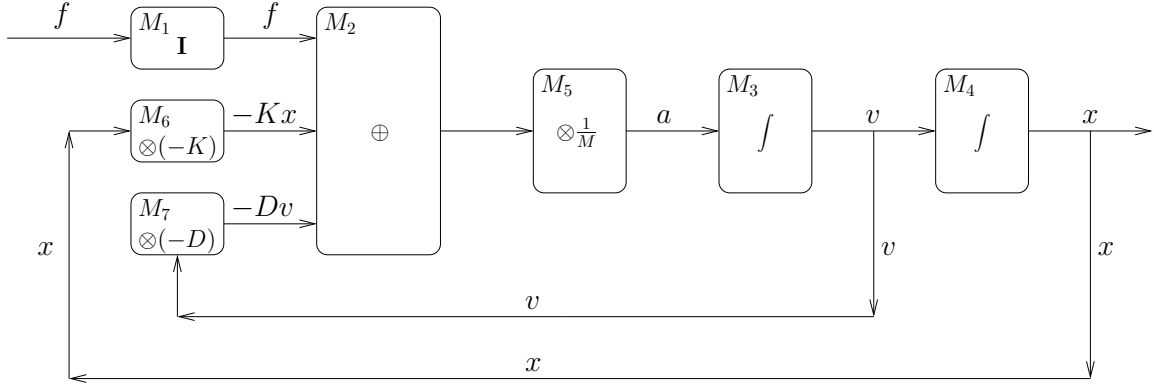 f
M₁
I
f
M₂
⊕
M₆
⊗(−K)
−Kx
M₇
⊗(−D)
−Dv
M₅
⊗1/M
a
M₃
∫
v
M₄
∫
x
x
v
x
v
x